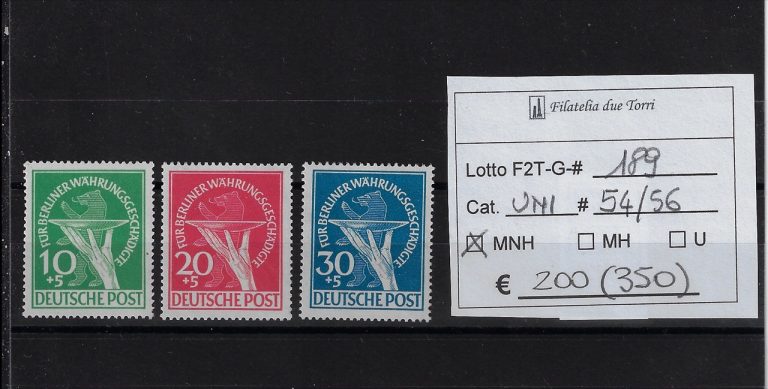 FÜR BERLINER WÄHRUNGSGESCHÄDIGTE
10
+5
DEUTSCHE POST
FÜR BERLINER WÄHRUNGSGESCHÄDIGTE
20
+5
DEUTSCHE POST
FÜR BERLINER WÄHRUNGSGESCHÄDIGTE
30
+5
DEUTSCHE POST
Filatelia due Torri
Lotto F2T-G-# 189
Cat. UNI # 54/56
MNH MH U
€ 200 (350)